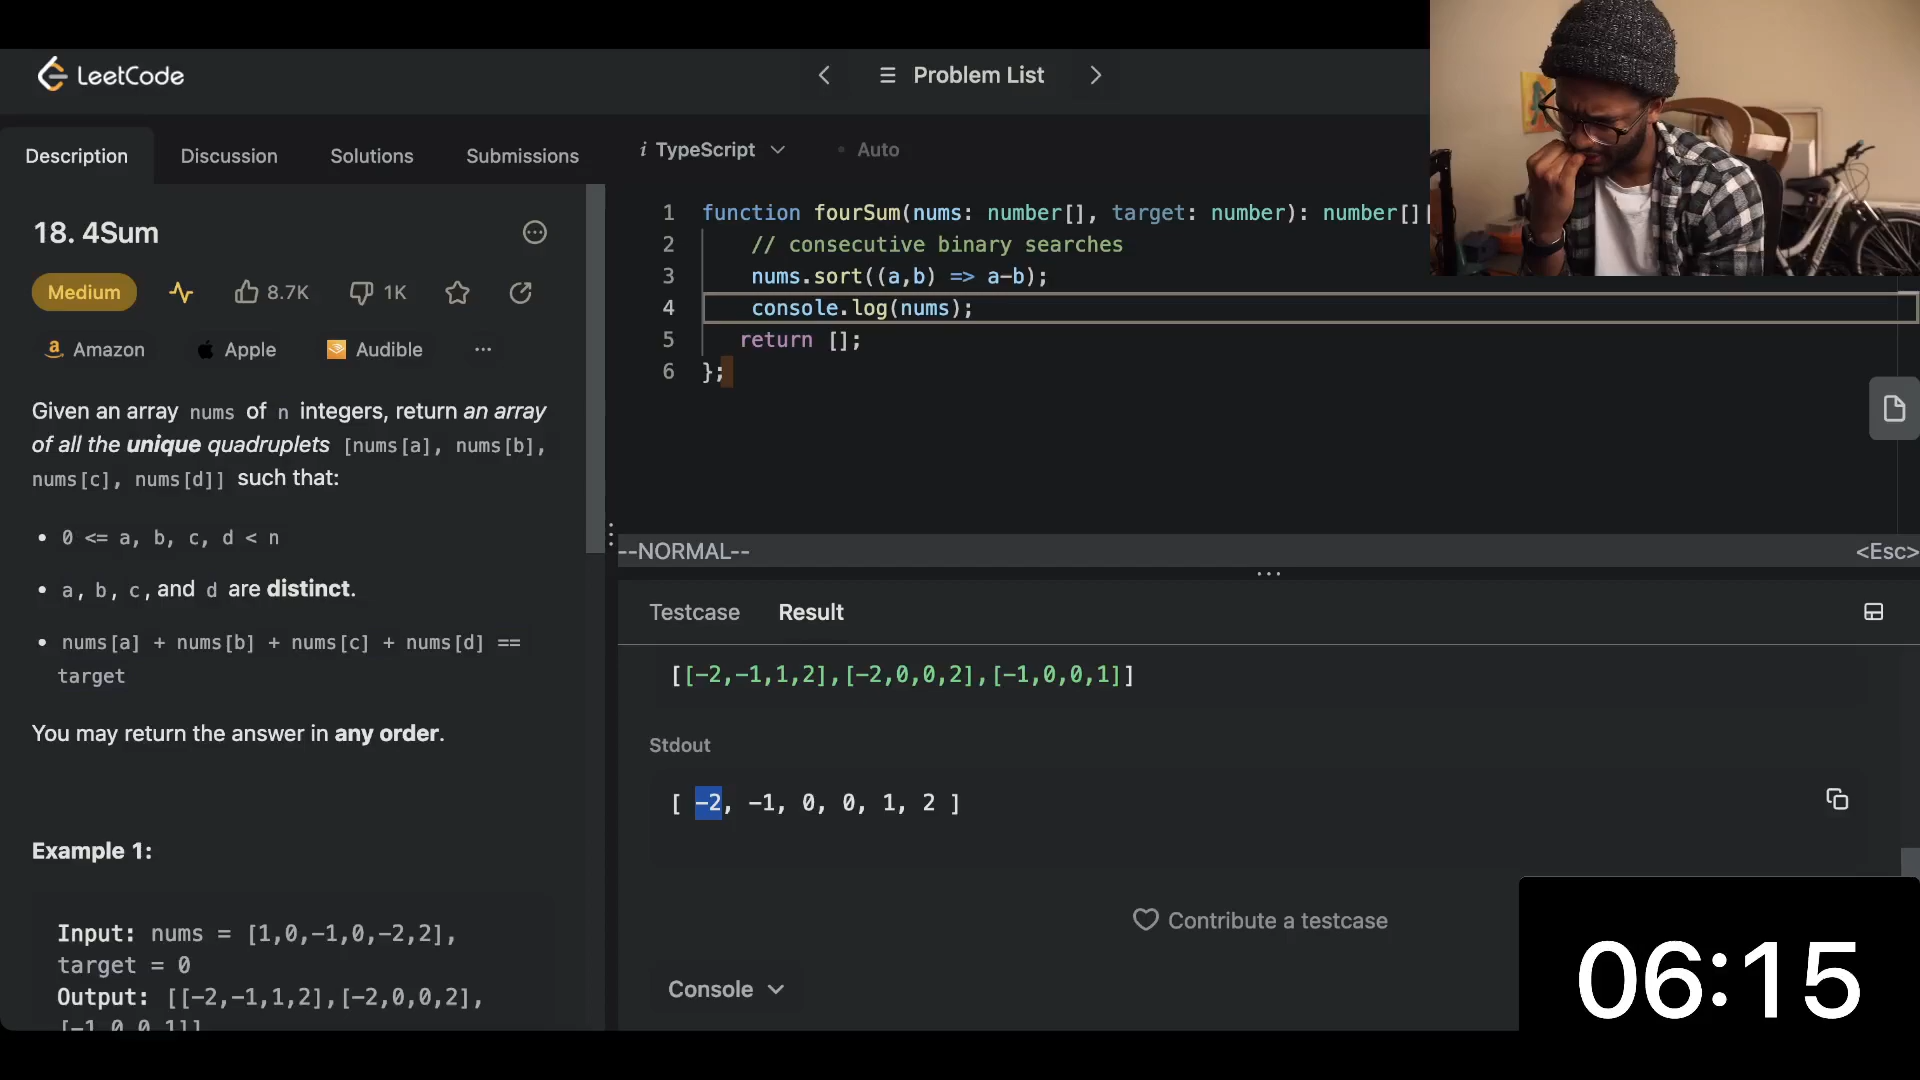 LeetCode
Problem List
Description Discussion Solutions Submissions
i TypeScript Auto
18. 4Sum
Medium 8.7K 1K
Amazon Apple Audible ...
Given an array nums of n integers, return an array
of all the unique quadruplets [nums[a], nums[b],
nums[c], nums[d]] such that:
• 0 <= a, b, c, d < n
• a, b, c, and d are distinct.
• nums[a] + nums[b] + nums[c] + nums[d] ==
target
You may return the answer in any order.
Example 1:
Input: nums = [1,0,-1,0,-2,2],
target = 0
Output: [[-2,-1,1,2],[-2,0,0,2],
[-1,0,0,1]]
1 function fourSum(nums: number[], target: number): number[][
2 // consecutive binary searches
3 nums.sort((a,b) => a-b);
4 console.log(nums);
5 return [];
6 };
--NORMAL-- <Esc>
Testcase Result
[[-2,-1,1,2],[-2,0,0,2],[-1,0,0,1]]
Stdout
[ -2, -1, 0, 0, 1, 2 ]
Contribute a testcase
Console
06:15